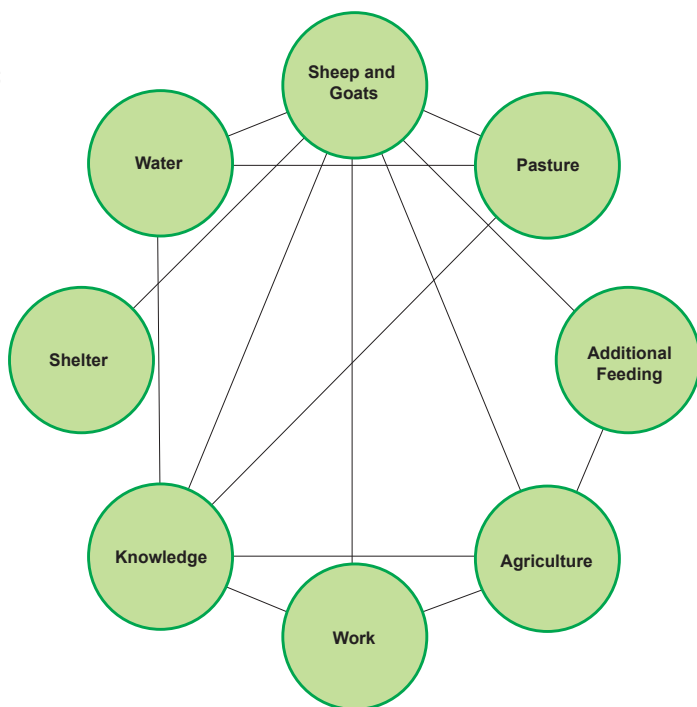 Sheep and
Goats
Water
Pasture
Shelter
Additional
Feeding
Knowledge
Agriculture
Work